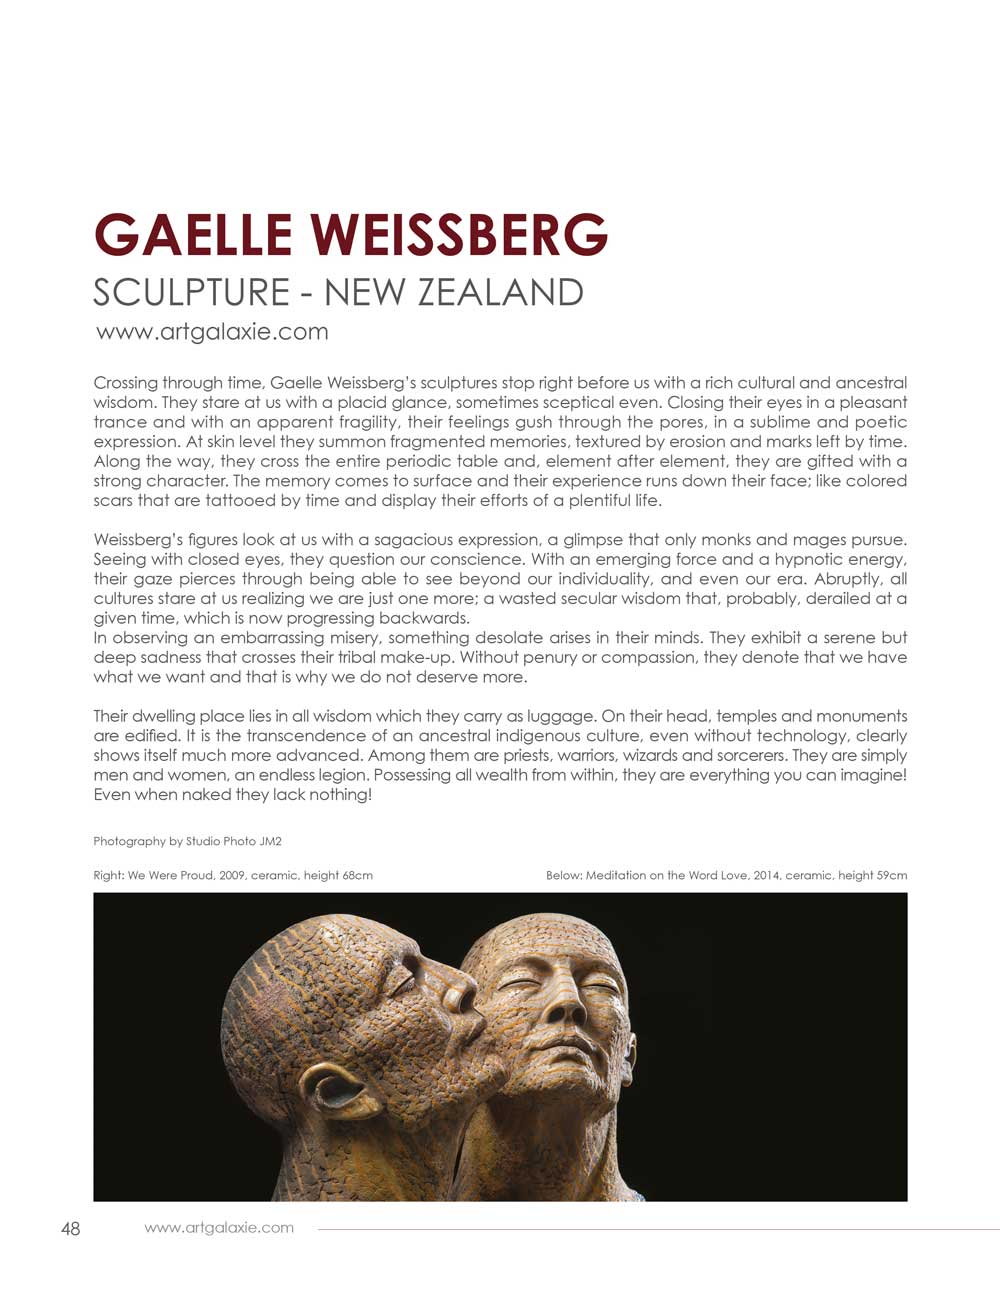 GAELLE WEISSBERG
SCULPTURE - NEW ZEALAND
www.artgalaxie.com
Crossing through time, Gaelle Weissberg’s sculptures stop right before us with a rich cultural and ancestral
wisdom. They stare at us with a placid glance, sometimes sceptical even. Closing their eyes in a pleasant
trance and with an apparent fragility, their feelings gush through the pores, in a sublime and poetic
expression. At skin level they summon fragmented memories, textured by erosion and marks left by time.
Along the way, they cross the entire periodic table and, element after element, they are gifted with a
strong character. The memory comes to surface and their experience runs down their face; like colored
scars that are tattooed by time and display their efforts of a plentiful life.
Weissberg’s figures look at us with a sagacious expression, a glimpse that only monks and mages pursue.
Seeing with closed eyes, they question our conscience. With an emerging force and a hypnotic energy,
their gaze pierces through being able to see beyond our individuality, and even our era. Abruptly, all
cultures stare at us realizing we are just one more; a wasted secular wisdom that, probably, derailed at a
given time, which is now progressing backwards.
In observing an embarrassing misery, something desolate arises in their minds. They exhibit a serene but
deep sadness that crosses their tribal make-up. Without penury or compassion, they denote that we have
what we want and that is why we do not deserve more.
Their dwelling place lies in all wisdom which they carry as luggage. On their head, temples and monuments
are edified. It is the transcendence of an ancestral indigenous culture, even without technology, clearly
shows itself much more advanced. Among them are priests, warriors, wizards and sorcerers. They are simply
men and women, an endless legion. Possessing all wealth from within, they are everything you can imagine!
Even when naked they lack nothing!
Photography by Studio Photo JM2
Right: We Were Proud, 2009, ceramic, height 68cm
Below: Meditation on the Word Love, 2014, ceramic, height 59cm
48
www.artgalaxie.com